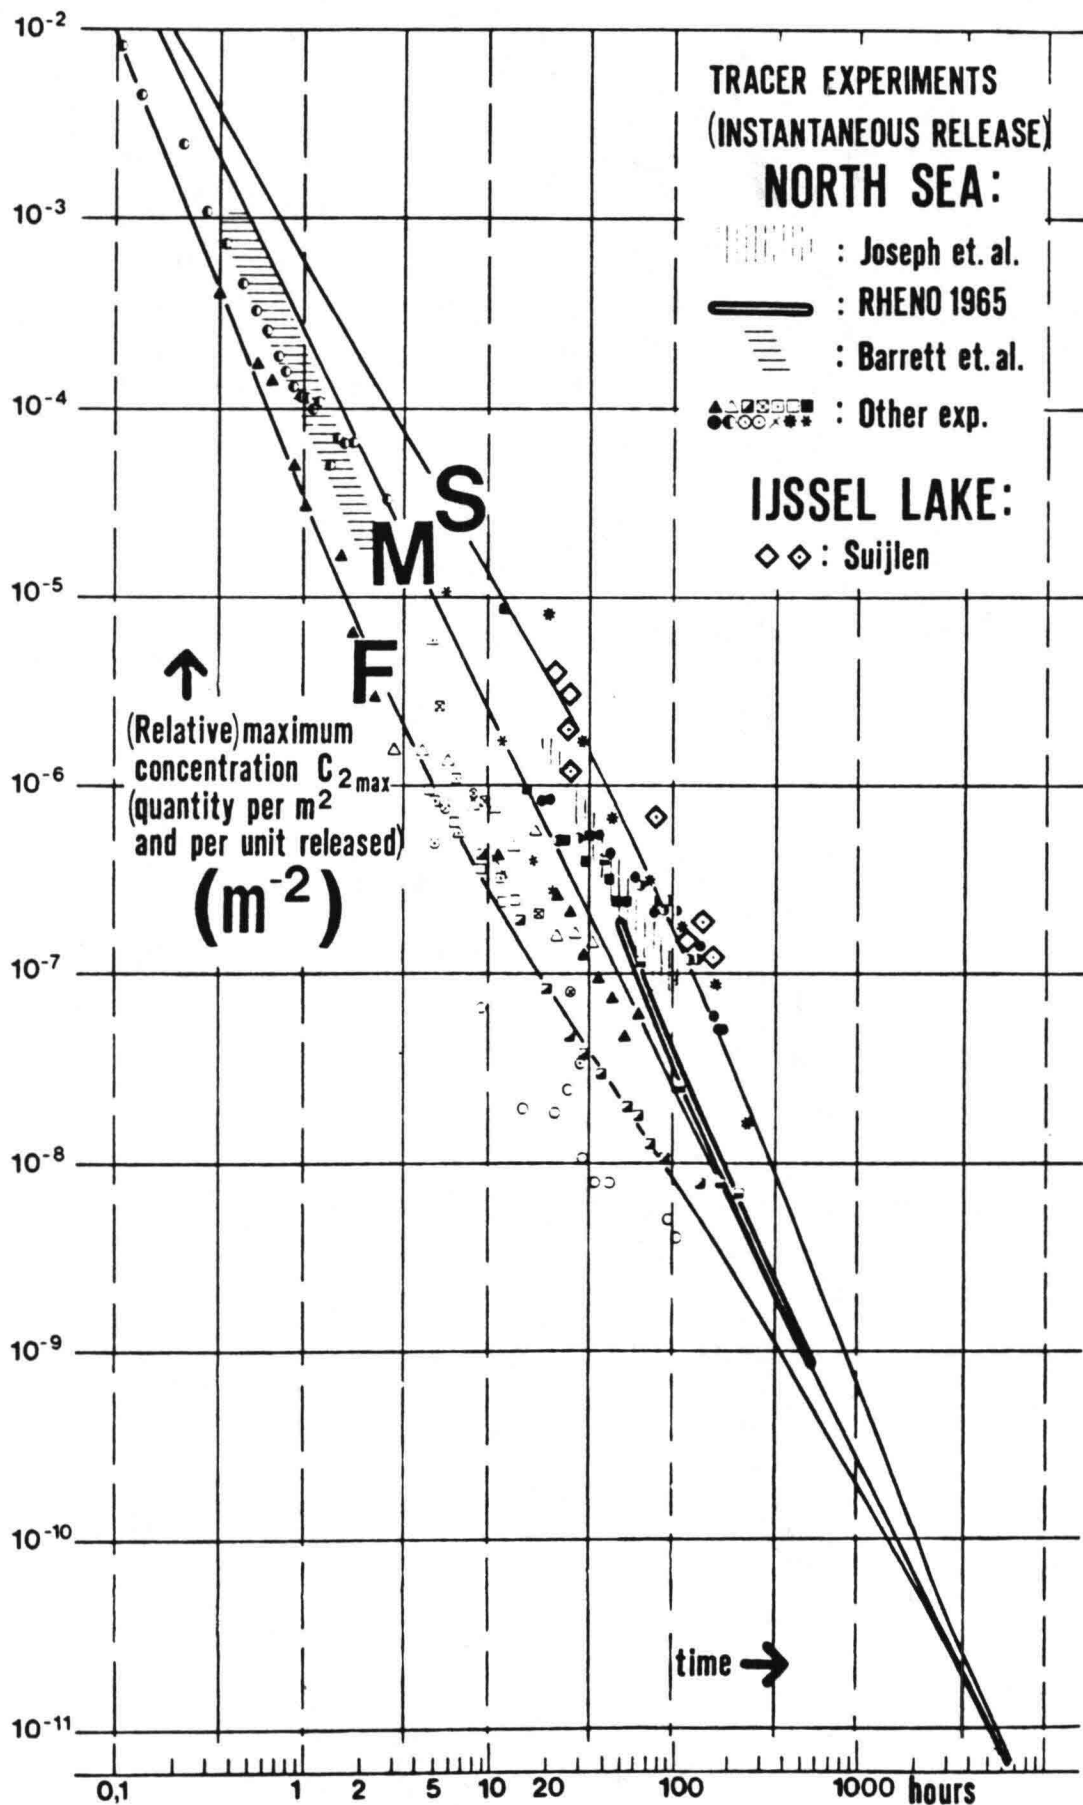 10-2
10-3
10-4
10-5
10-6
10-7
10-8
10-9
10-10
10-11
TRACER EXPERIMENTS
(INSTANTANEOUS RELEASE)
NORTH SEA:
: Joseph et. al.
: RHENO 1965
: Barrett et. al.
: Other exp.
IJSSEL LAKE:
: Suijlen
S
M
F
(Relative) maximum
concentration C2max
(quantity per m2
and per unit released)
(m-2)
time →
0,1 1 2 5 10 20 100 1000 hours